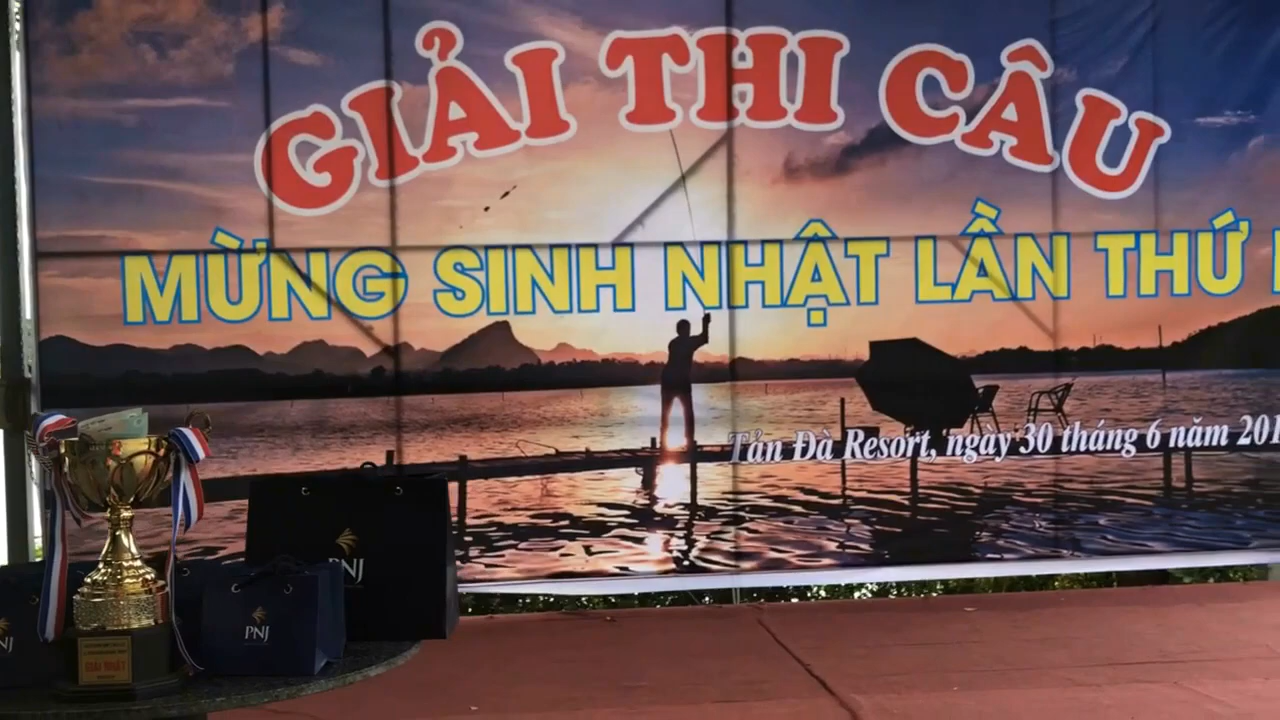 GIẢI THI CÂU
MỪNG SINH NHẬT LẦN THỨ
Tản Đà Resort, ngày 30 tháng 6 năm 201
PNJ
PNJ
GIẢI NHẤT